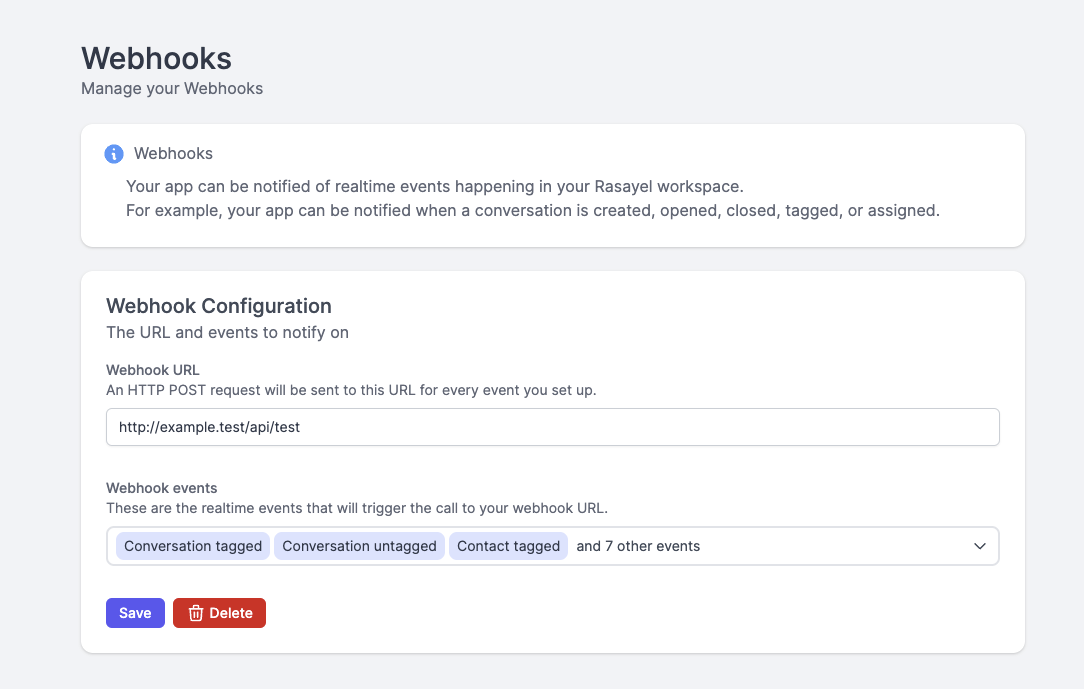 Webhooks
Manage your Webhooks
Webhooks
Your app can be notified of realtime events happening in your Rasayel workspace.
For example, your app can be notified when a conversation is created, opened, closed, tagged, or assigned.
Webhook Configuration
The URL and events to notify on
Webhook URL
An HTTP POST request will be sent to this URL for every event you set up.
http://example.test/api/test
Webhook events
These are the realtime events that will trigger the call to your webhook URL.
Conversation tagged Conversation untagged Contact tagged and 7 other events
Save Delete